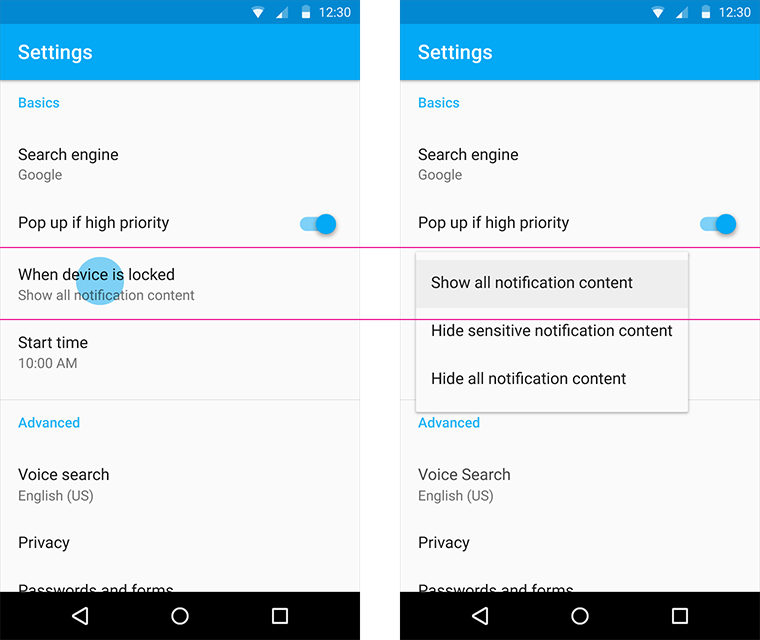 12:30
Settings
Basics
Search engine
Google
Pop up if high priority
When device is locked
Show all notification content
Start time
10:00 AM
Advanced
Voice search
English (US)
Privacy
Passwords and forms
12:30
Settings
Basics
Search engine
Google
Pop up if high priority
Show all notification content
Hide sensitive notification content
Hide all notification content
Advanced
Voice Search
English (US)
Privacy
Passwords and forms